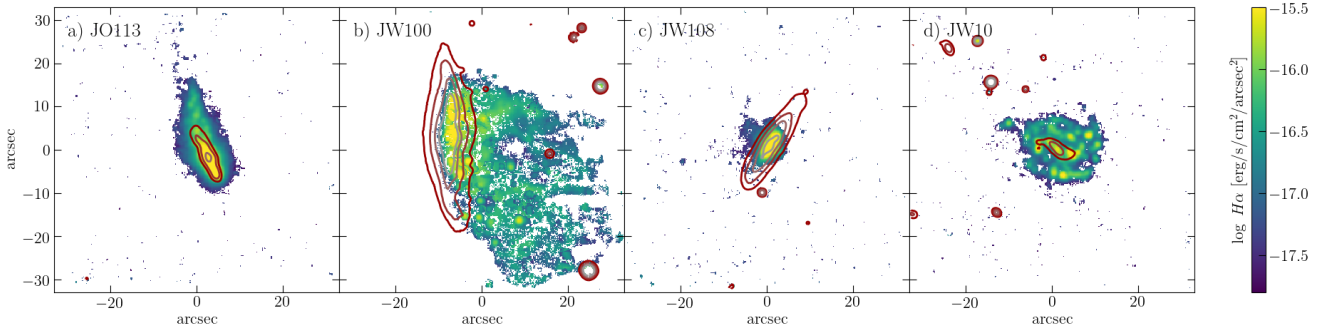 a) JO113
b) JW100
c) JW108
d) JW10
30
20
10
0
−10
−20
−30
arcsec
−20 0 20
−20 0 20
−20 0 20
−20 0 20
arcsec
arcsec
arcsec
arcsec
−15.5
−16.0
−16.5
−17.0
−17.5
log Hα [erg/s/cm²/arcsec²]